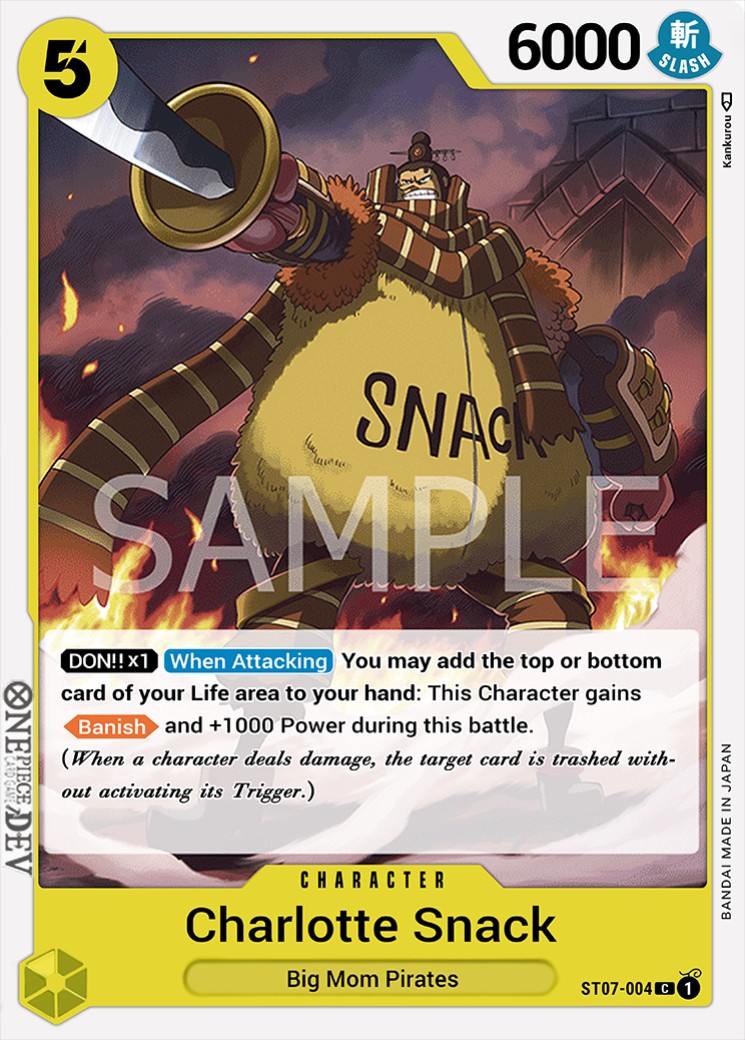 5
6000
斬
SLASH
Kankurou
SNACK
SAMPLE
DON!!×1 When Attacking You may add the top or bottom
card of your Life area to your hand: This Character gains
Banish and +1000 Power during this battle.
(When a character deals damage, the target card is trashed with-
out activating its Trigger.)
ONE PIECE
CARD GAME
/DEV
BANDAI MADE IN JAPAN
CHARACTER
Charlotte Snack
Big Mom Pirates
ST07-004 C 1